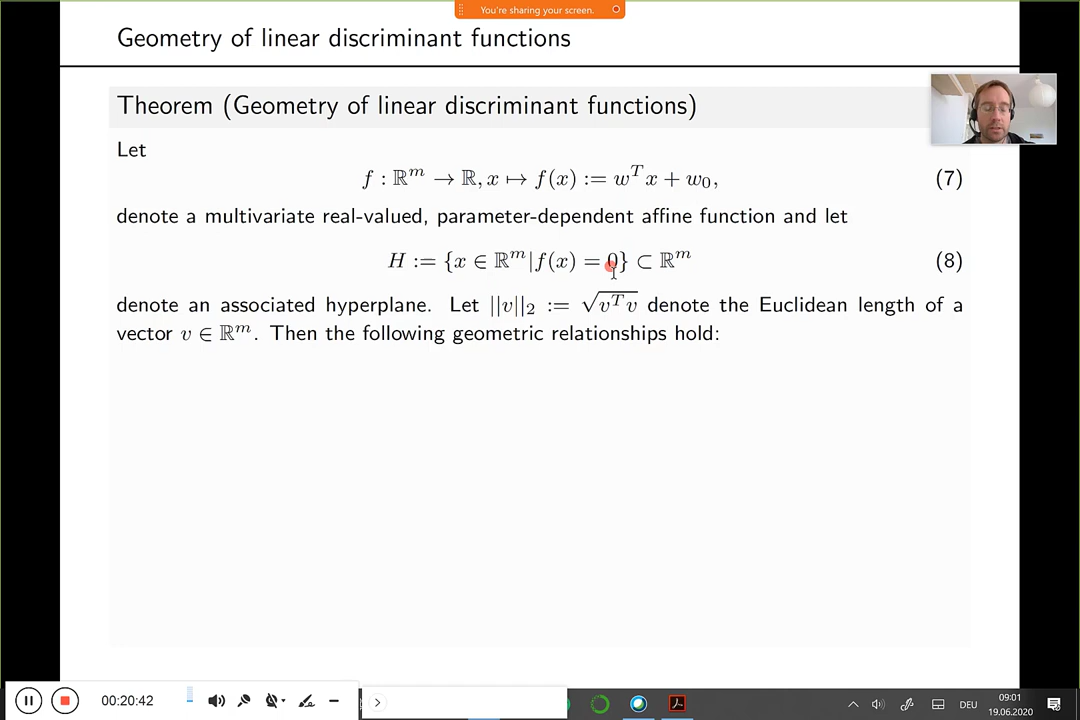 You're sharing your screen.
Geometry of linear discriminant functions
Theorem (Geometry of linear discriminant functions)
Let
f : ℝ^m → ℝ, x ↦ f(x) := w^T x + w₀, (7)
denote a multivariate real-valued, parameter-dependent affine function and let
H := {x ∈ ℝ^m | f(x) = 0} ⊂ ℝ^m (8)
denote an associated hyperplane. Let ||v||₂ := √(v^T v) denote the Euclidean length of a
vector v ∈ ℝ^m. Then the following geometric relationships hold:
00:20:42
DEU
09:01
19.06.2020